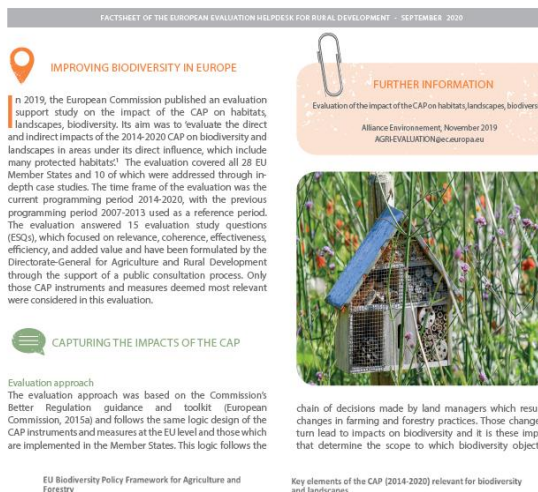 FACTSHEET OF THE EUROPEAN EVALUATION HELPDESK FOR RURAL DEVELOPMENT - SEPTEMBER 2020
IMPROVING BIODIVERSITY IN EUROPE
In 2019, the European Commission published an evaluation
support study on the impact of the CAP on habitats,
landscapes, biodiversity. Its aim was to 'evaluate the direct
and indirect impacts of the 2014-2020 CAP on biodiversity and
landscapes in areas under its direct influence, which include
many protected habitats'.¹ The evaluation covered all 28 EU
Member States and 10 of which were addressed through in-
depth case studies. The time frame of the evaluation was the
current programming period 2014-2020, with the previous
programming period 2007-2013 used as a reference period.
The evaluation answered 15 evaluation study questions
(ESQs), which focused on relevance, coherence, effectiveness,
efficiency, and added value and have been formulated by the
Directorate-General for Agriculture and Rural Development
through the support of a public consultation process. Only
those CAP instruments and measures deemed most relevant
were considered in this evaluation.
CAPTURING THE IMPACTS OF THE CAP
Evaluation approach
The evaluation approach was based on the Commission's
Better Regulation guidance and toolkit (European
Commission, 2015a) and follows the same logic design of the
CAP instruments and measures at the EU level and those which
are implemented in the Member States. This logic follows the
FURTHER INFORMATION
Evaluation of the impact of the CAP on habitats, landscapes, biodivers
Alliance Environnement, November 2019
AGRI-EVALUATION@ec.europa.eu
chain of decisions made by land managers which resu
changes in farming and forestry practices. Those change
turn lead to impacts on biodiversity and it is these imp
that determine the scope to which biodiversity object
EU Biodiversity Policy Framework for Agriculture and
Forestry
Key elements of the CAP (2014-2020) relevant for biodiversity
and landscapes